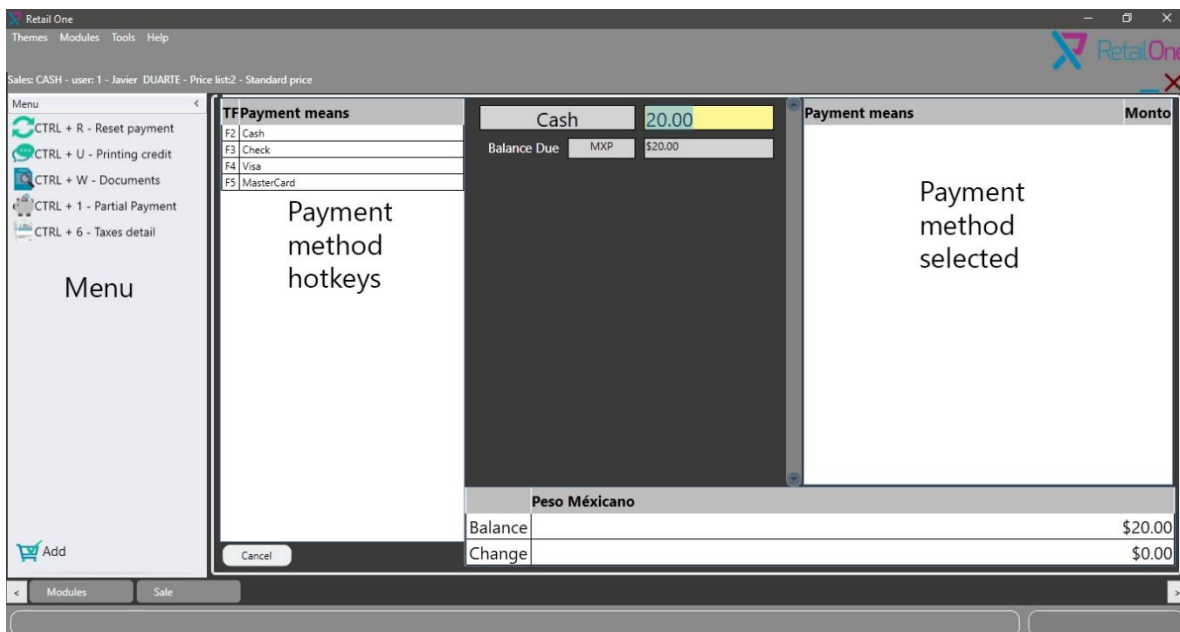 Retail One
Themes Modules Tools Help
RetailOne
Sales: CASH - user: 1 - Javier DUARTE - Price list:2 - Standard price
Menu
CTRL + R - Reset payment
CTRL + U - Printing credit
CTRL + W - Documents
CTRL + 1 - Partial Payment
CTRL + 6 - Taxes detail
Menu
Add
TF Payment means
F2 Cash
F3 Check
F4 Visa
F5 MasterCard
Payment
method
hotkeys
Cancel
Cash 20.00
Balance Due MXP $20.00
Payment means Monto
Payment
method
selected
Peso Méxicano
Balance $20.00
Change $0.00
< Modules Sale >